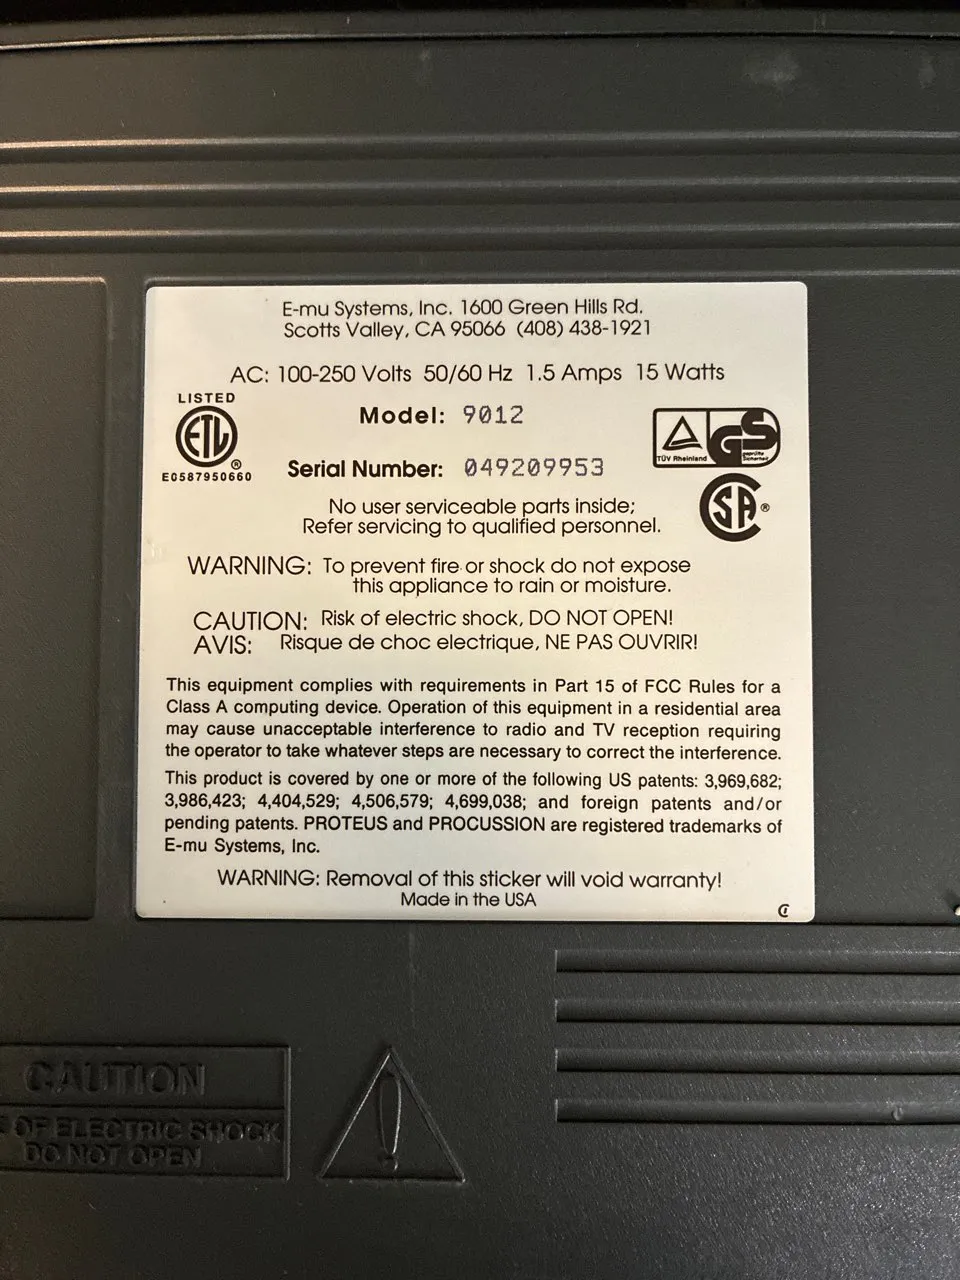 E-mu Systems, Inc. 1600 Green Hills Rd.
Scotts Valley, CA 95066 (408) 438-1921
AC: 100-250 Volts 50/60 Hz 1.5 Amps 15 Watts
LISTED
ETL
®
E0587950660
Model: 9012
Serial Number: 049209953
TÜV Rheinland
GS
geprüfte
Sicherheit
SA ®
No user serviceable parts inside;
Refer servicing to qualified personnel.
WARNING: To prevent fire or shock do not expose
this appliance to rain or moisture.
CAUTION: Risk of electric shock, DO NOT OPEN!
AVIS: Risque de choc electrique, NE PAS OUVRIR!
This equipment complies with requirements in Part 15 of FCC Rules for a
Class A computing device. Operation of this equipment in a residential area
may cause unacceptable interference to radio and TV reception requiring
the operator to take whatever steps are necessary to correct the interference.
This product is covered by one or more of the following US patents: 3,969,682;
3,986,423; 4,404,529; 4,506,579; 4,699,038; and foreign patents and/or
pending patents. PROTEUS and PROCUSSION are registered trademarks of
E-mu Systems, Inc.
WARNING: Removal of this sticker will void warranty!
Made in the USA
CAUTION
OF ELECTRIC SHOCK
DO NOT OPEN
!